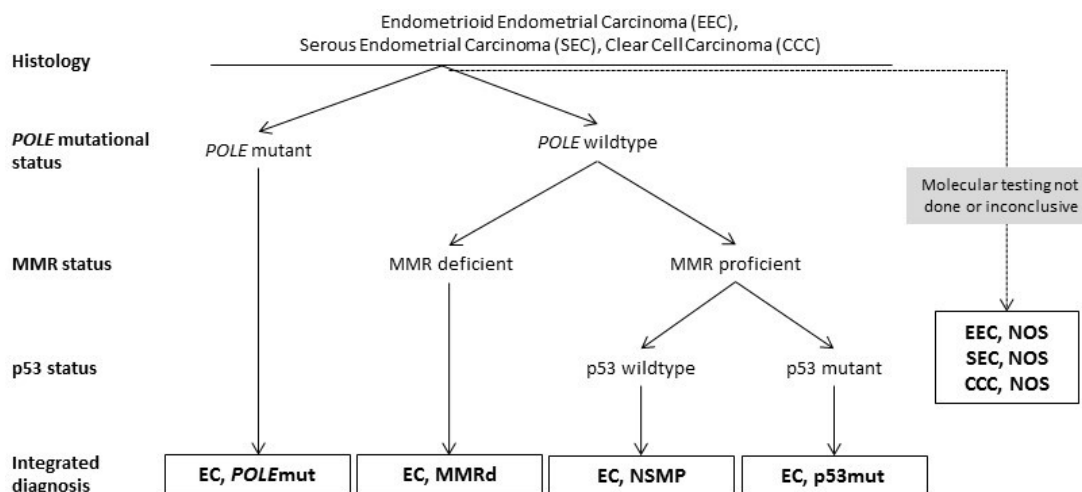 Endometrioid Endometrial Carcinoma (EEC),
Serous Endometrial Carcinoma (SEC), Clear Cell Carcinoma (CCC)
Histology
POLE mutational
status
POLE mutant
POLE wildtype
Molecular testing not
done or inconclusive
MMR status
MMR deficient
MMR proficient
EEC, NOS
SEC, NOS
CCC, NOS
p53 status
p53 wildtype
p53 mutant
Integrated
diagnosis
EC, POLEmut
EC, MMRd
EC, NSMP
EC, p53mut